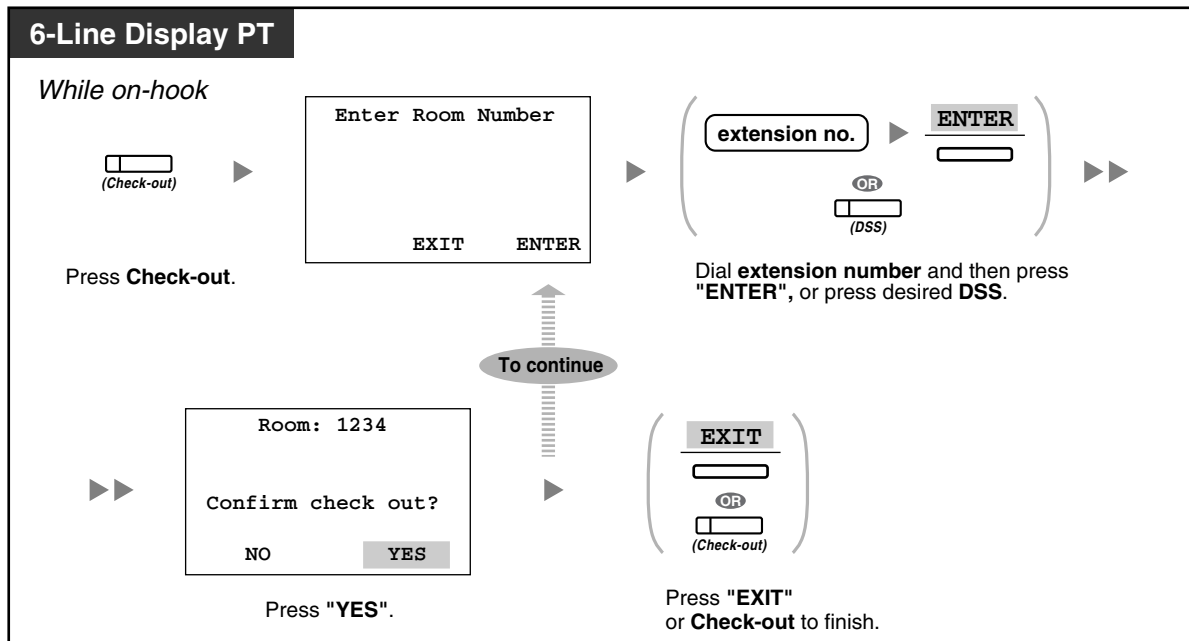 6-Line Display PT
While on-hook
(Check-out)
Press Check-out.
Enter Room Number
EXIT ENTER
extension no.
ENTER
OR
(DSS)
Dial extension number and then press
"ENTER", or press desired DSS.
To continue
Room: 1234
Confirm check out?
NO YES
Press "YES".
EXIT
OR
(Check-out)
Press "EXIT"
or Check-out to finish.